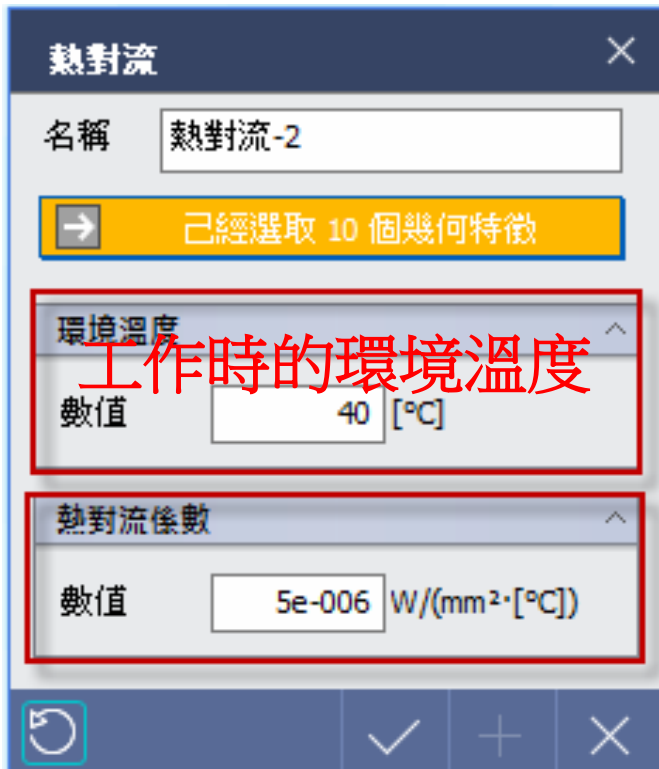 熱對流
名稱 熱對流-2
己經選取 10 個幾何特徵
環境溫度
工作時的環境溫度
數值 40 [°C]
熱對流係數
數值 5e-006 W/(mm²·[°C])